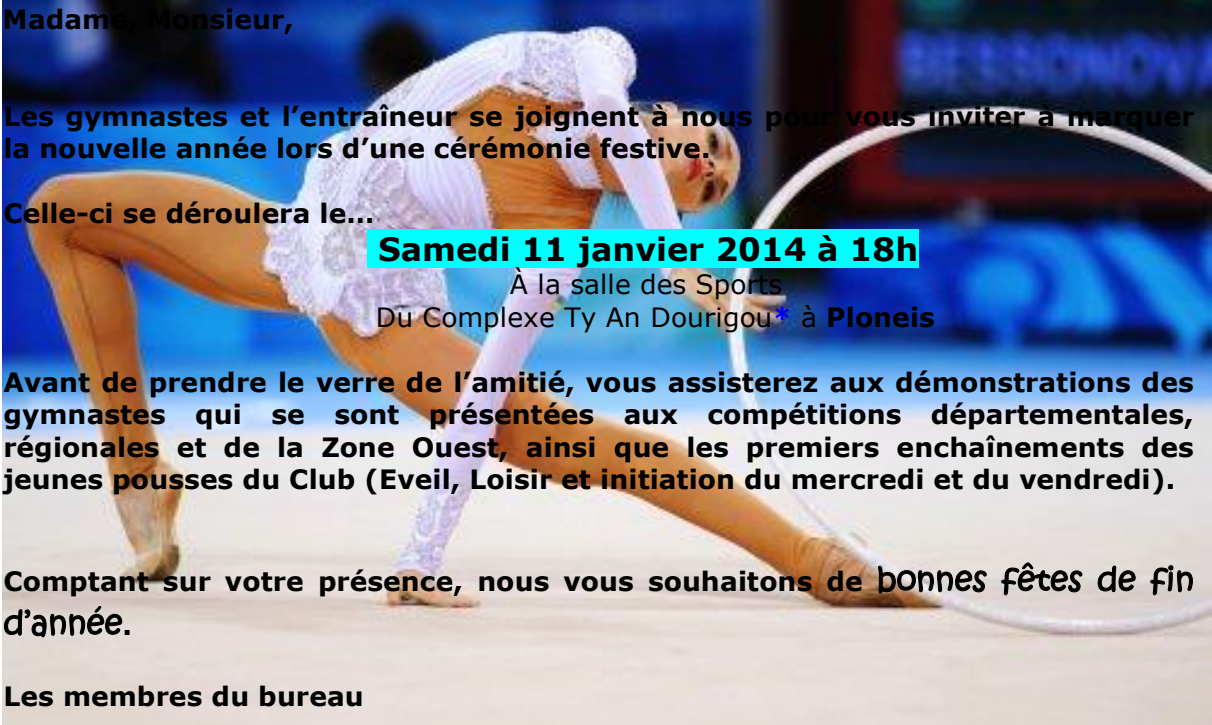 BESSONOVA
Madame, Monsieur,
Les gymnastes et l’entraîneur se joignent à nous pour vous inviter à marquer
la nouvelle année lors d’une cérémonie festive.
Celle-ci se déroulera le…
Samedi 11 janvier 2014 à 18h
À la salle des Sports
Du Complexe Ty An Dourigou* à Ploneis
Avant de prendre le verre de l’amitié, vous assisterez aux démonstrations des
gymnastes qui se sont présentées aux compétitions départementales,
régionales et de la Zone Ouest, ainsi que les premiers enchaînements des
jeunes pousses du Club (Eveil, Loisir et initiation du mercredi et du vendredi).
Comptant sur votre présence, nous vous souhaitons de bonnes fêtes de fin
d’année.
Les membres du bureau